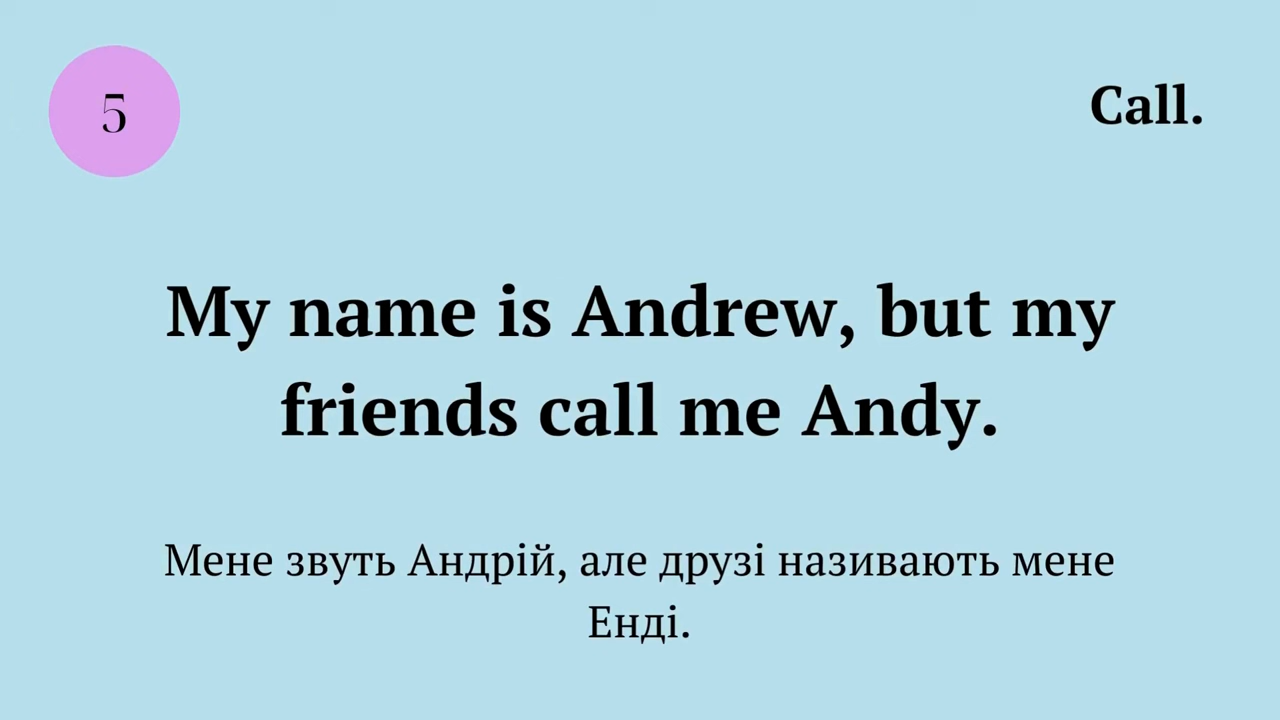 5
Call.
My name is Andrew, but my
friends call me Andy.
Мене звуть Андрій, але друзі називають мене
Енді.